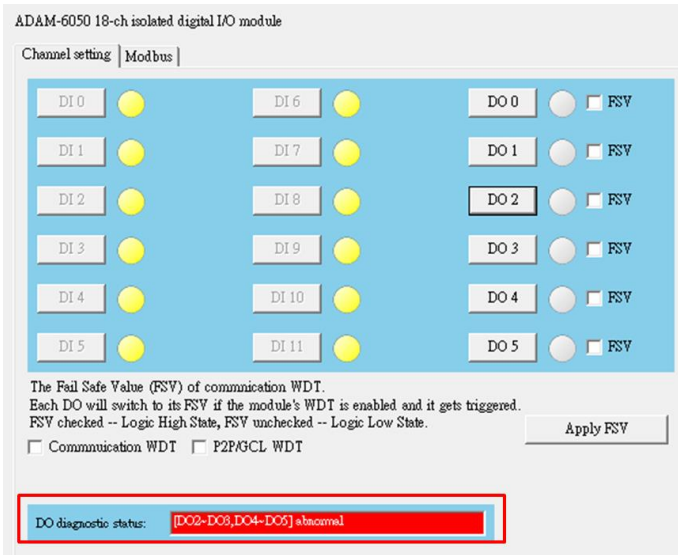 ADAM-6050 18-ch isolated digital I/O module
Channel setting Modbus
DI 0 DI 6 DO 0 FSV
DI 1 DI 7 DO 1 FSV
DI 2 DI 8 DO 2 FSV
DI 3 DI 9 DO 3 FSV
DI 4 DI 10 DO 4 FSV
DI 5 DI 11 DO 5 FSV
The Fail Safe Value (FSV) of commnication WDT.
Each DO will switch to its FSV if the module's WDT is enabled and it gets triggered.
FSV checked -- Logic High State, FSV unchecked -- Logic Low State.
Apply FSV
Commnuication WDT P2P/GCL WDT
DO diagnostic status: [DO2~DO3,DO4~DO5] abnormal